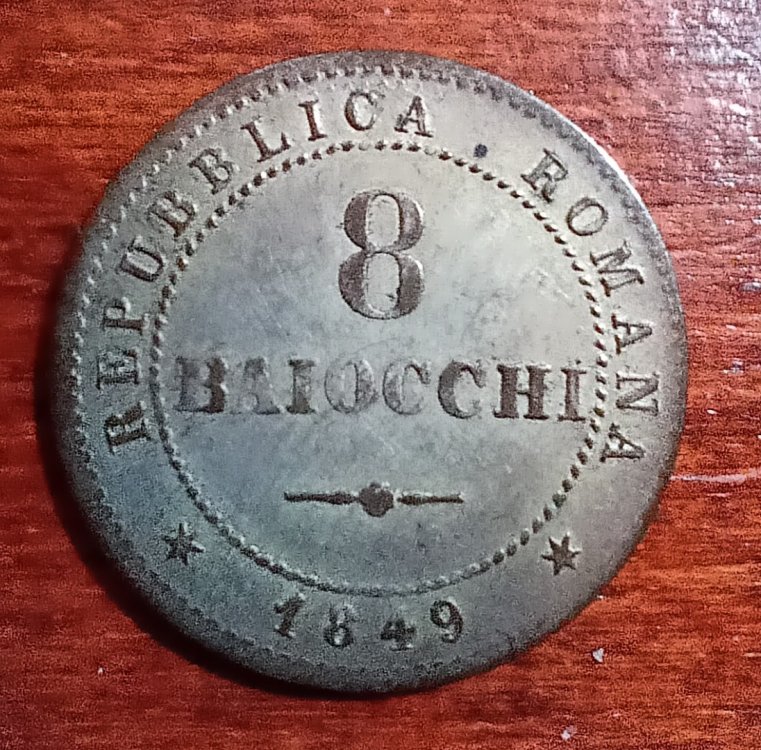 REPUBBLICA ROMANA
8
BAIOCCHI
1849